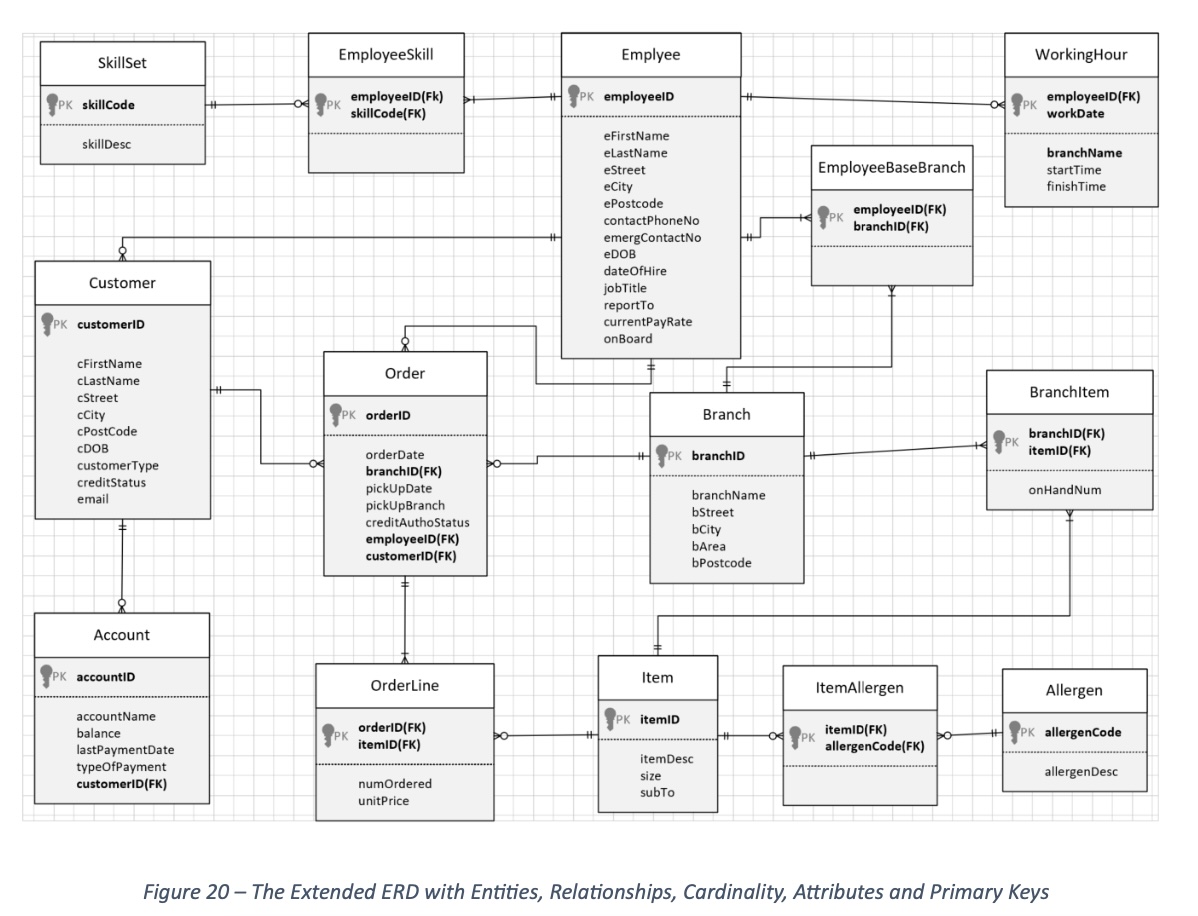 SkillSet
PK skillCode
skillDesc
EmployeeSkill
PK employeeID(Fk)
skillCode(FK)
Emplyee
PK employeeID
eFirstName
eLastName
eStreet
eCity
ePostcode
contactPhoneNo
emergContactNo
eDOB
dateOfHire
jobTitle
reportTo
currentPayRate
onBoard
WorkingHour
PK employeeID(FK)
workDate
branchName
startTime
finishTime
EmployeeBaseBranch
PK employeeID(FK)
branchID(FK)
Customer
PK customerID
cFirstName
cLastName
cStreet
cCity
cPostCode
cDOB
customerType
creditStatus
email
Order
PK orderID
orderDate
branchID(FK)
pickUpDate
pickUpBranch
creditAuthoStatus
employeeID(FK)
customerID(FK)
Branch
PK branchID
branchName
bStreet
bCity
bArea
bPostcode
BranchItem
PK branchID(FK)
itemID(FK)
onHandNum
Account
PK accountID
accountName
balance
lastPaymentDate
typeOfPayment
customerID(FK)
OrderLine
PK orderID(FK)
itemID(FK)
numOrdered
unitPrice
Item
PK itemID
itemDesc
size
subTo
ItemAllergen
PK itemID(FK)
allergenCode(FK)
Allergen
PK allergenCode
allergenDesc
Figure 20 – The Extended ERD with Entities, Relationships, Cardinality, Attributes and Primary Keys